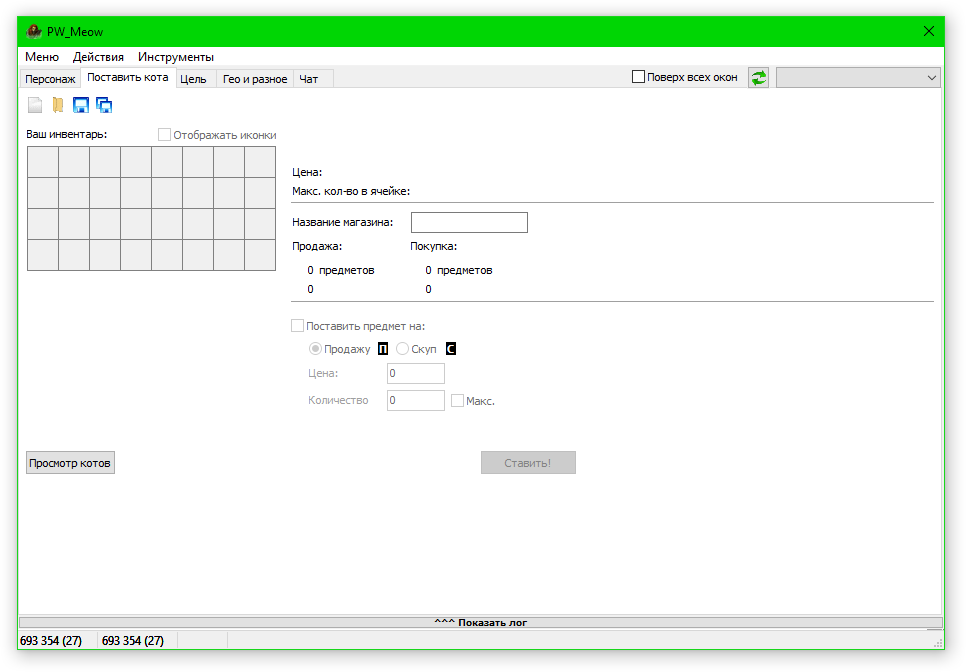 PW_Meow
Меню Действия Инструменты
Персонаж Поставить кота Цель Гео и разное Чат Поверх всех окон
Ваш инвентарь: Отображать иконки
Цена:
Макс. кол-во в ячейке:
Название магазина:
Продажа: Покупка:
0 предметов 0 предметов
0 0
Поставить предмет на:
Продажу П Скуп С
Цена: 0
Количество 0 Макс.
Просмотр котов Ставить!
^^^ Показать лог
693 354 (27) 693 354 (27)